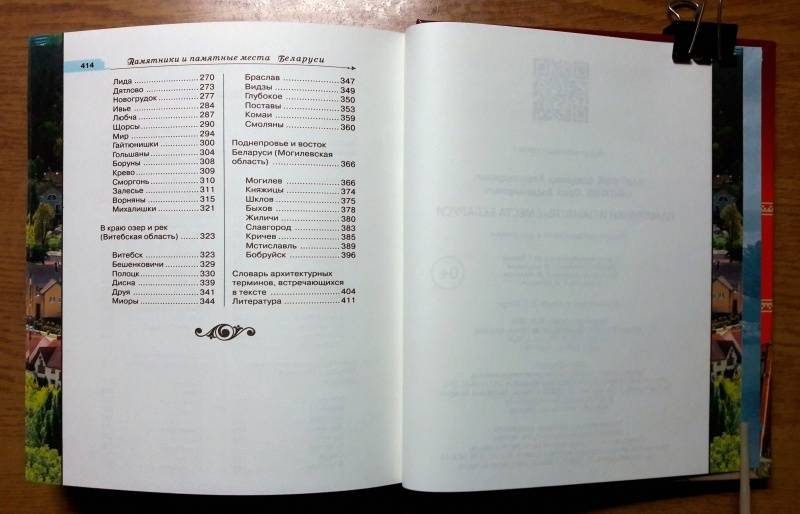 414
Памятники и памятные места Беларуси
Лида 270
Дятлово 273
Новогрудок 277
Ивье 284
Любча 287
Щорсы 290
Мир 294
Гайтюнишки 300
Гольшаны 304
Боруны 308
Крево 309
Сморгонь 310
Залесье 311
Ворняны 315
Михалишки 321
В краю озер и рек
(Витебская область) 323
Витебск 323
Бешенковичи 329
Полоцк 330
Дисна 339
Друя 341
Миоры 344
Браслав 347
Видзы 349
Глубокое 350
Поставы 353
Комаи 359
Смоляны 360
Поднепровье и восток
Беларуси (Могилевская
область) 366
Могилев 366
Княжицы 374
Шклов 375
Быхов 378
Жиличи 380
Славгород 383
Кричев 385
Мстиславль 389
Бобруйск 396
Словарь архитектурных
терминов, встречающихся
в тексте 404
Литература 411